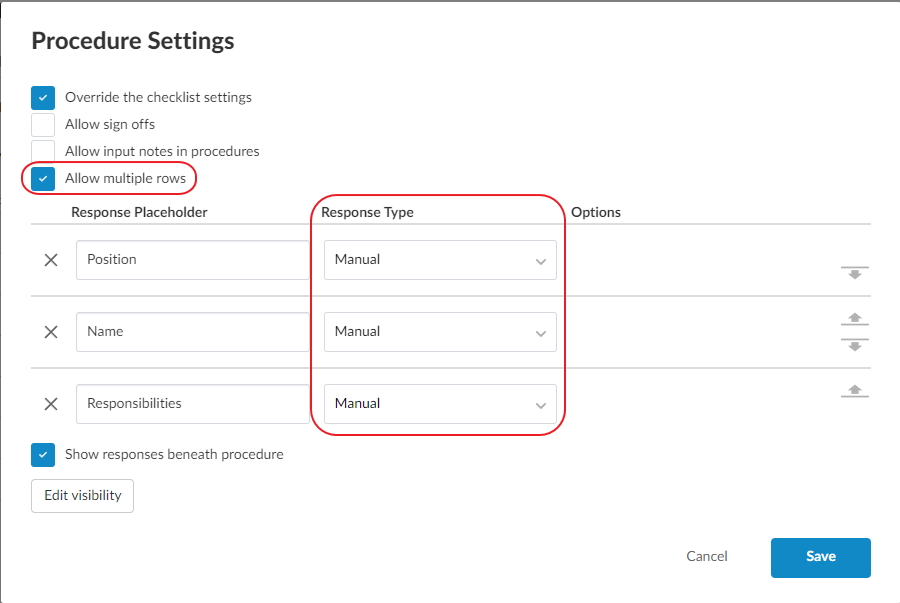 Procedure Settings
Override the checklist settings
Allow sign offs
Allow input notes in procedures
Allow multiple rows
Response Placeholder Response Type Options
Position Manual
Name Manual
Responsibilities Manual
Show responses beneath procedure
Edit visibility
Cancel Save